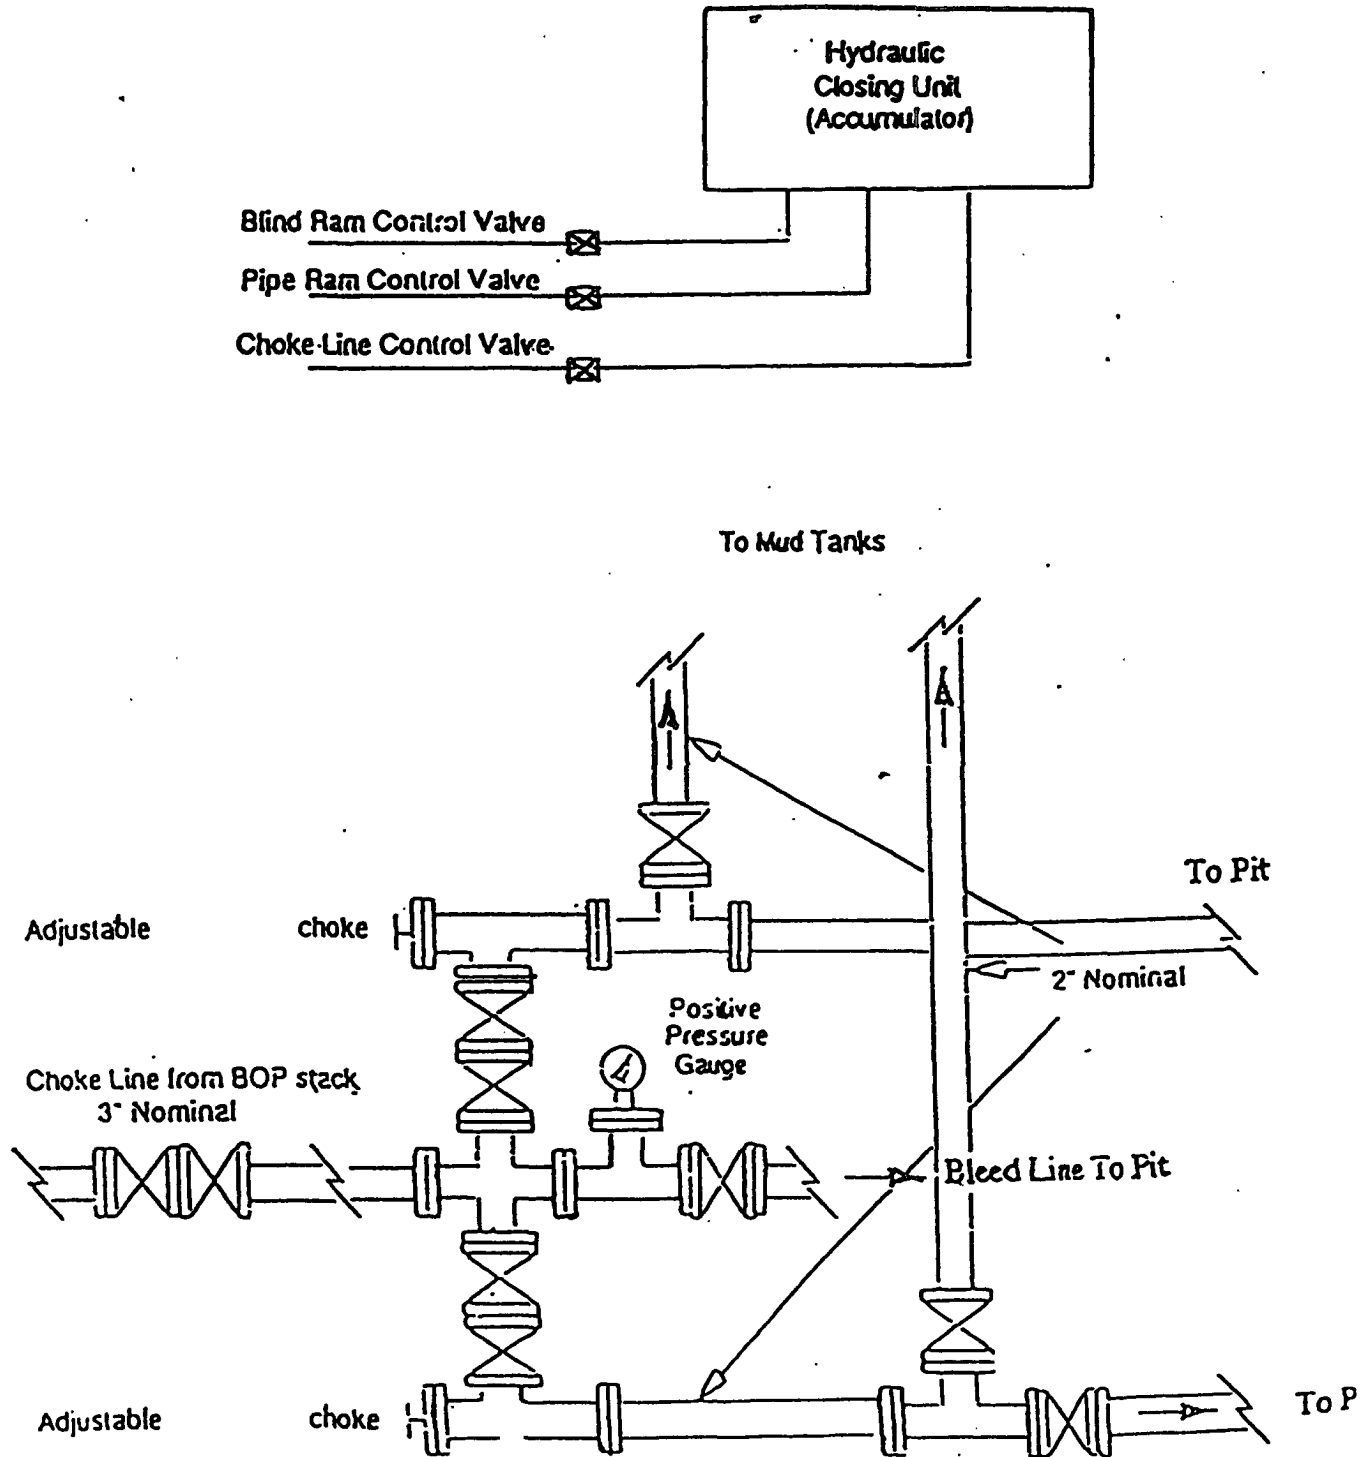 Hydraulic
Closing Unit
(Accumulator)
Blind Ram Control Valve
Pipe Ram Control Valve
Choke Line Control Valve
To Mud Tanks
To Pit
Adjustable choke
2" Nominal
Positive
Pressure
Gauge
Choke Line from BOP stack
3" Nominal
Bleed Line To Pit
Adjustable choke
To P